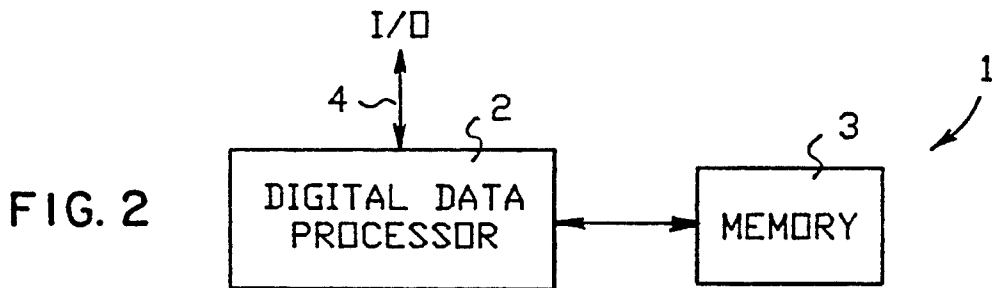 I/O
4
2
3
1
FIG. 2
DIGITAL DATA
PROCESSOR
MEMORY